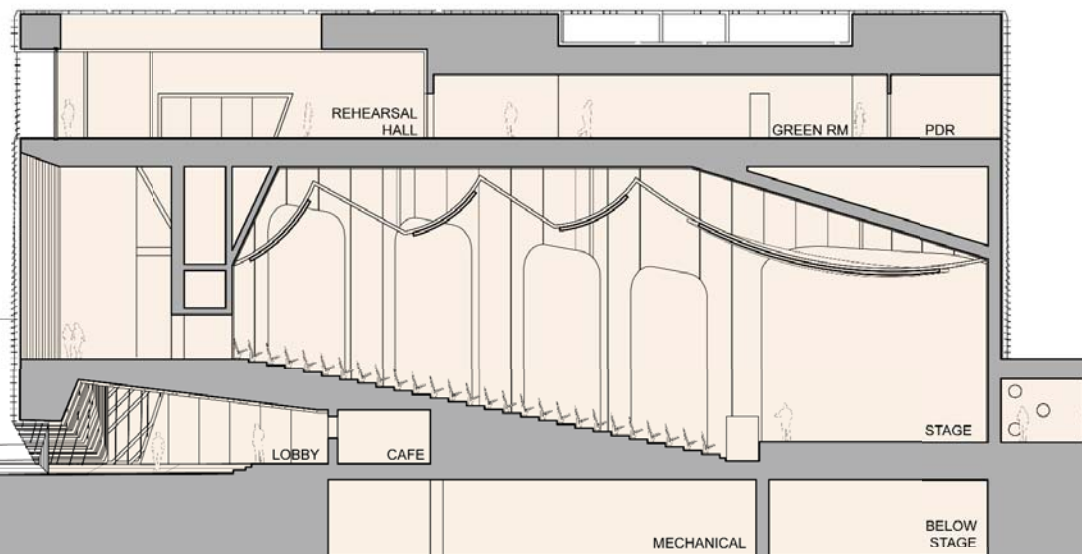 REHEARSAL
HALL
GREEN RM
PDR
STAGE
LOBBY
CAFE
MECHANICAL
BELOW
STAGE